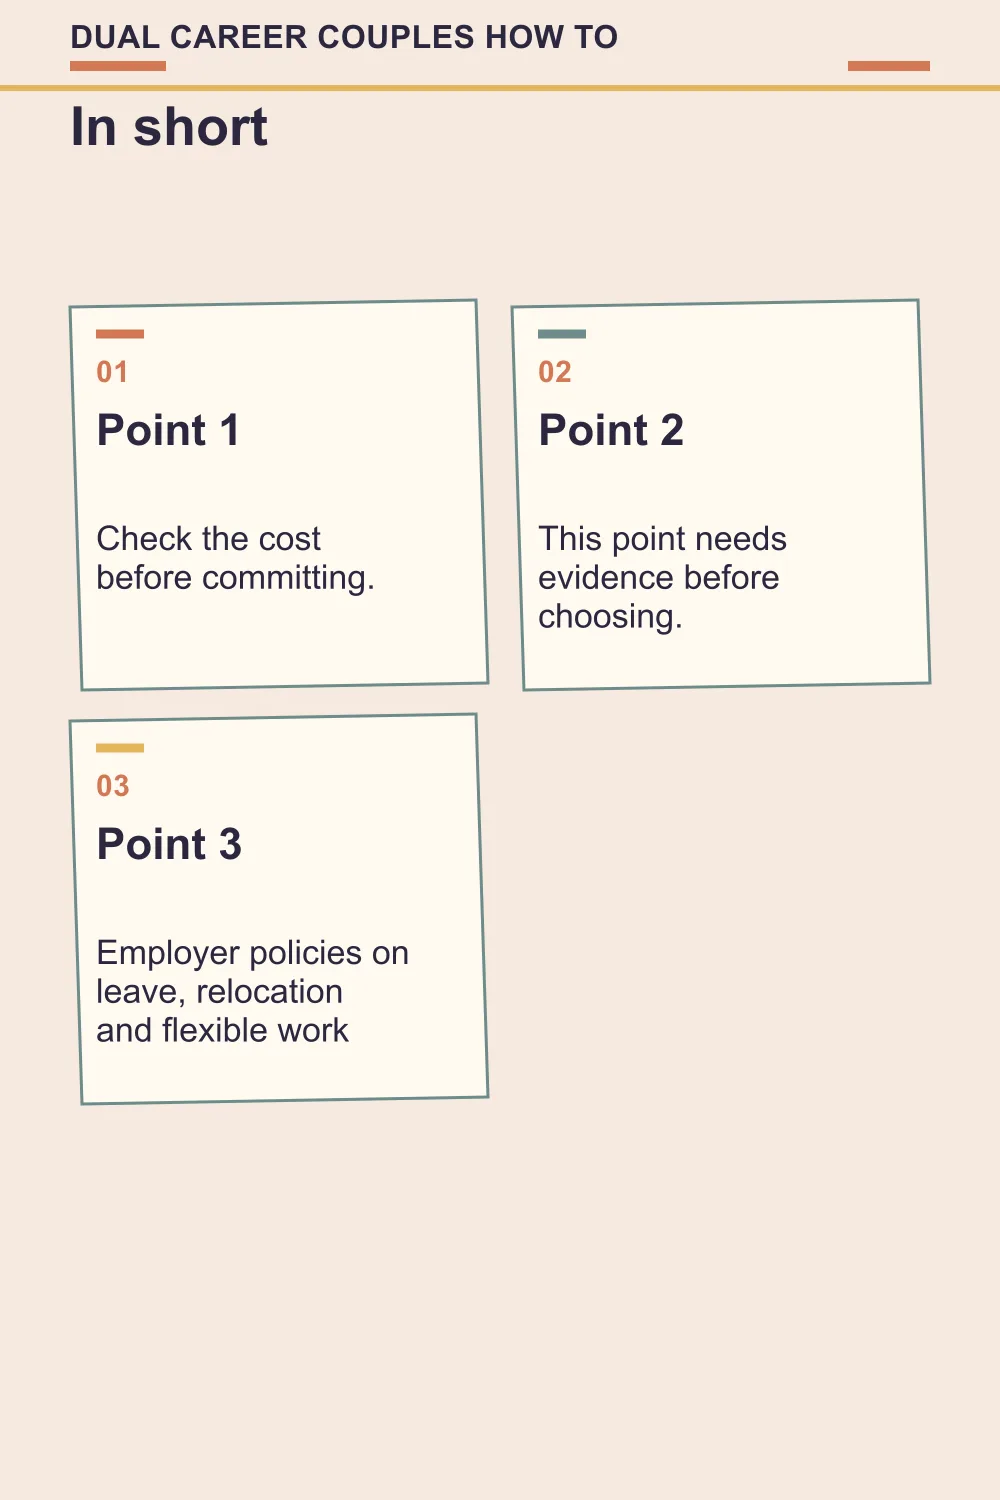 DUAL CAREER COUPLES HOW TO
In short
01
Point 1
Check the cost
before committing.
02
Point 2
This point needs
evidence before
choosing.
03
Point 3
Employer policies on
leave, relocation
and flexible work